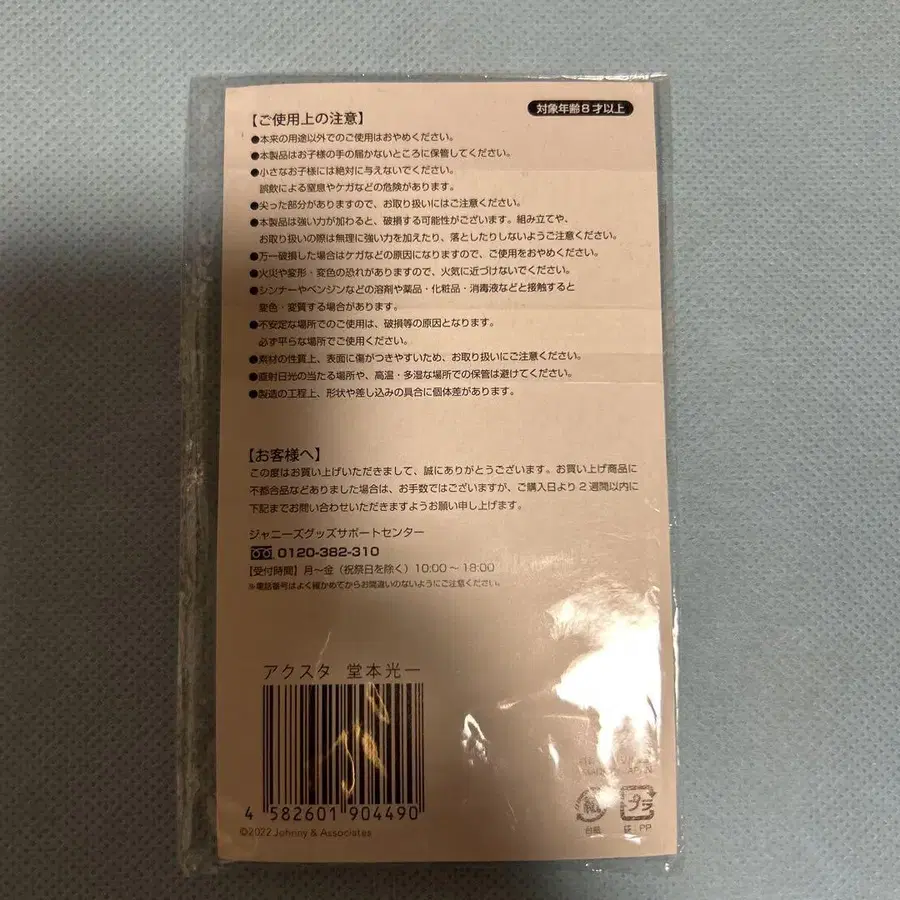 対象年齢8才以上
【ご使用上の注意】
●本来の用途以外でのご使用はおやめください。
●本製品はお子様の手の届かないところに保管してください。
●小さなお子様には絶対に与えないでください。
誤飲による窒息やケガなどの危険があります。
●尖った部分がありますので、お取り扱いにはご注意ください。
●本製品は強い力が加わると、破損する可能性がございます。組み立てや、
お取り扱いの際は無理に強い力を加えたり、落としたりしないようご注意ください。
●万一破損した場合はケガなどの原因になりますので、ご使用をおやめください。
●火災や変形・変色の恐れがありますので、火気に近づけないでください。
●シンナーやベンジンなどの溶剤や薬品・化粧品・消毒液などと接触すると
変色・変質する場合があります。
●不安定な場所でのご使用は、破損等の原因となります。
必ず平らな場所でご使用ください。
●素材の性質上、表面に傷がつきやすいため、お取り扱いにご注意ください。
●直射日光の当たる場所や、高温・多湿な場所での保管は避けてください。
●製造の工程上、形状や差し込みの具合に個体差があります。
【お客様へ】
この度はお買い上げいただきまして、誠にありがとうございます。お買い上げ商品に
不都合品などありました場合は、お手数ではございますが、ご購入日より2週間以内に
下記までお問い合わせいただきますようお願い申し上げます。
ジャニーズグッズサポートセンター
0120-382-310
【受付時間】月～金（祝祭日を除く）10:00～18:00
※電話番号はよく確かめてからお間違いのないようにご注意ください。
アクスタ 堂本光一
4 582601 904490
©2022 Johnny & Associates
紙 プラ
台紙 袋:PP